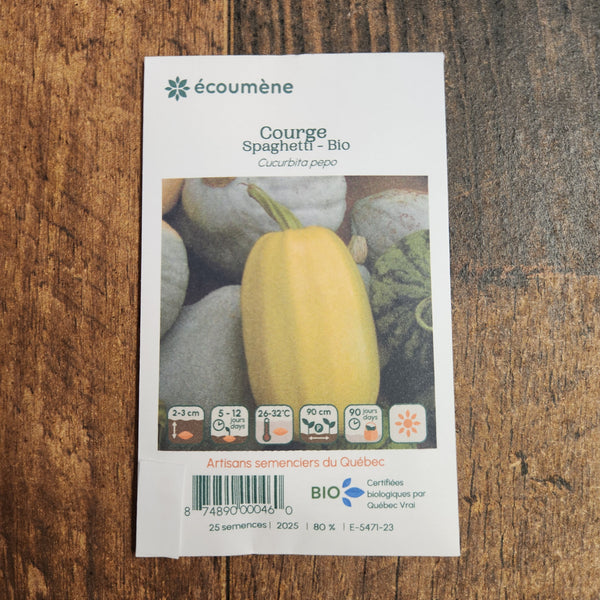 écoumène
Courge
Spaghetti - Bio
Cucurbita pepo
2-3 cm
5 - 12
jours
days
26-32°C
90 cm
P
90 jours
days
Artisans semenciers du Québec
8 74890 00046 0
BIO
Certifiées
biologiques par
Québec Vrai
25 semences | 2025 | 80 % | E-5471-23